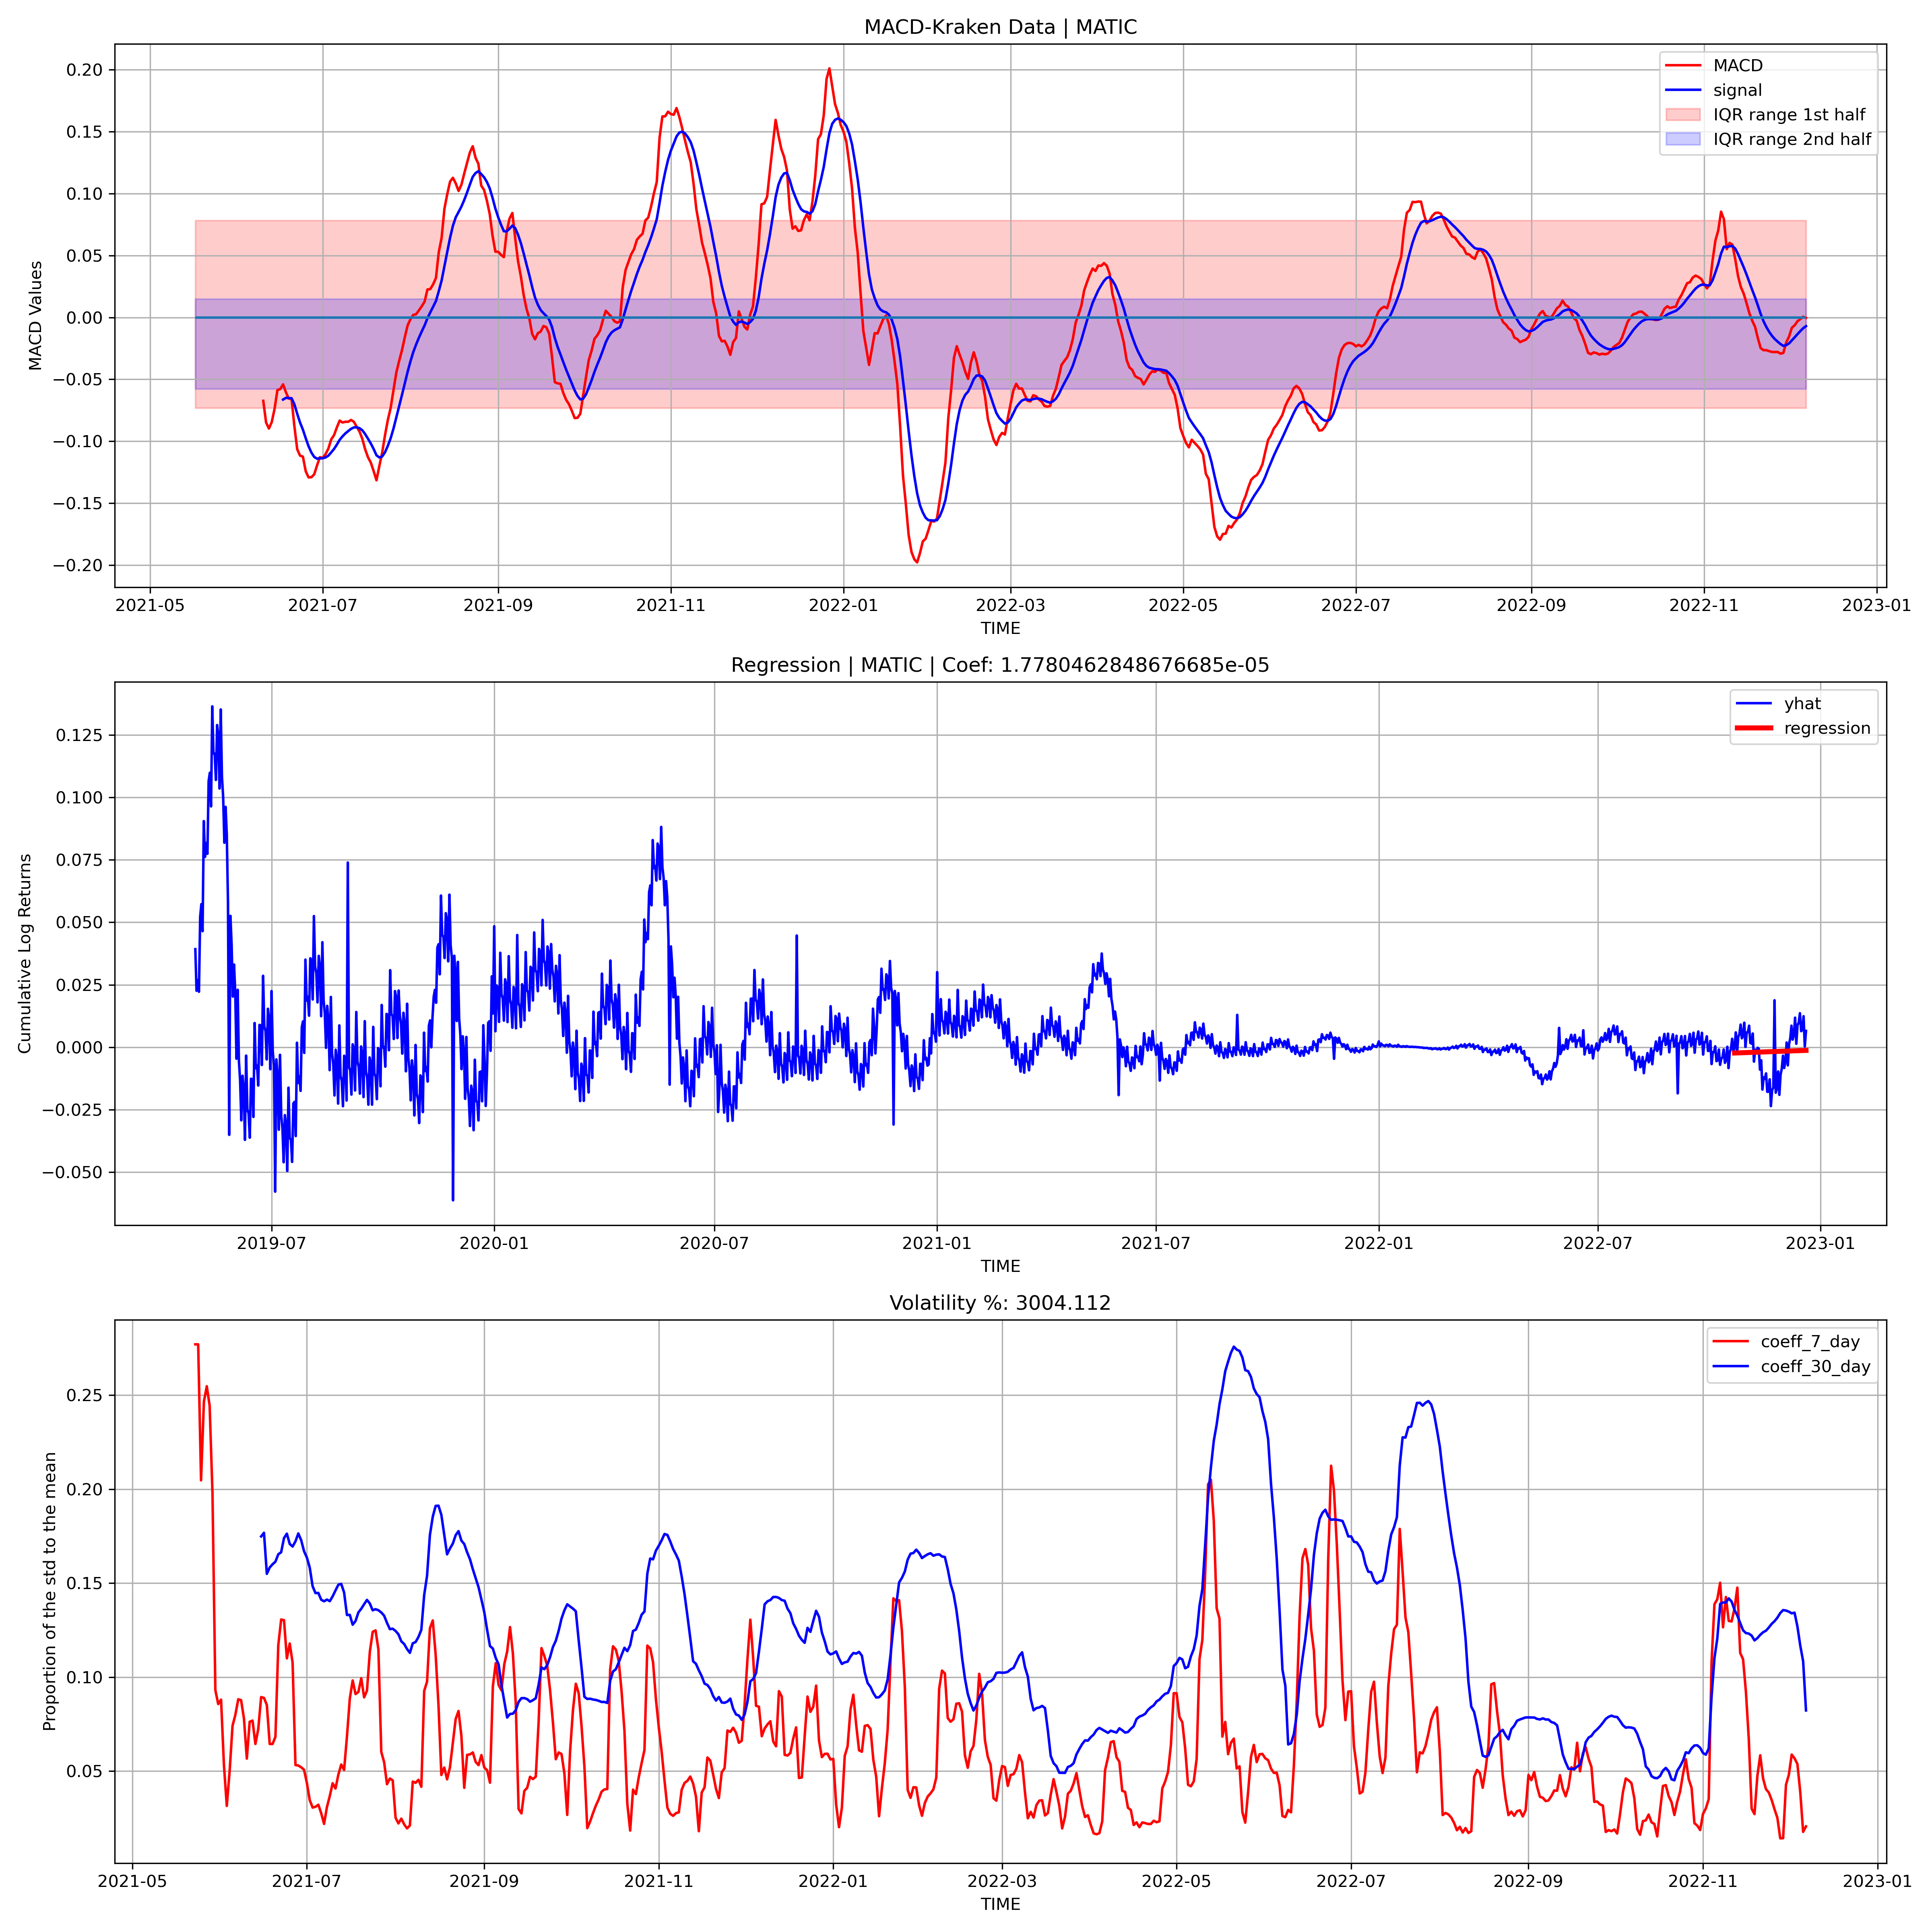 MACD-Kraken Data | MATIC
MACD Values
0.20
0.15
0.10
0.05
0.00
−0.05
−0.10
−0.15
−0.20
MACD
signal
IQR range 1st half
IQR range 2nd half
2021-05 2021-07 2021-09 2021-11 2022-01 2022-03 2022-05 2022-07 2022-09 2022-11 2023-01
TIME
Regression | MATIC | Coef: 1.7780462848676685e-05
Cumulative Log Returns
0.125
0.100
0.075
0.050
0.025
0.000
−0.025
−0.050
yhat
regression
2019-07 2020-01 2020-07 2021-01 2021-07 2022-01 2022-07 2023-01
TIME
Volatility %: 3004.112
Proportion of the std to the mean
0.25
0.20
0.15
0.10
0.05
coeff_7_day
coeff_30_day
2021-05 2021-07 2021-09 2021-11 2022-01 2022-03 2022-05 2022-07 2022-09 2022-11 2023-01
TIME